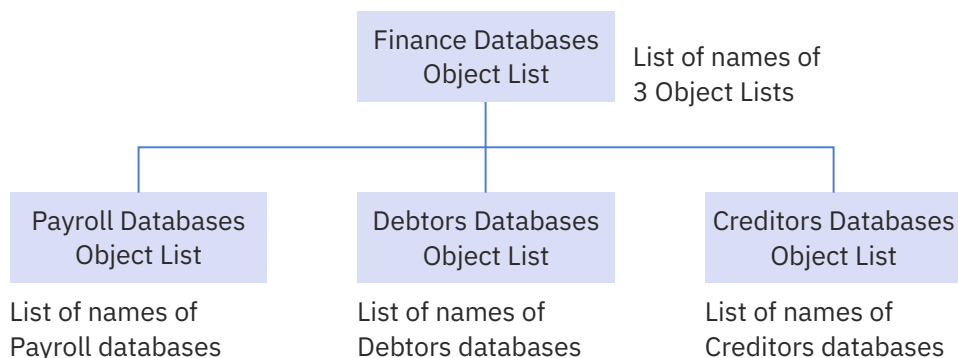 Finance Databases
Object List
List of names of
3 Object Lists
Payroll Databases
Object List
Debtors Databases
Object List
Creditors Databases
Object List
List of names of
Payroll databases
List of names of
Debtors databases
List of names of
Creditors databases